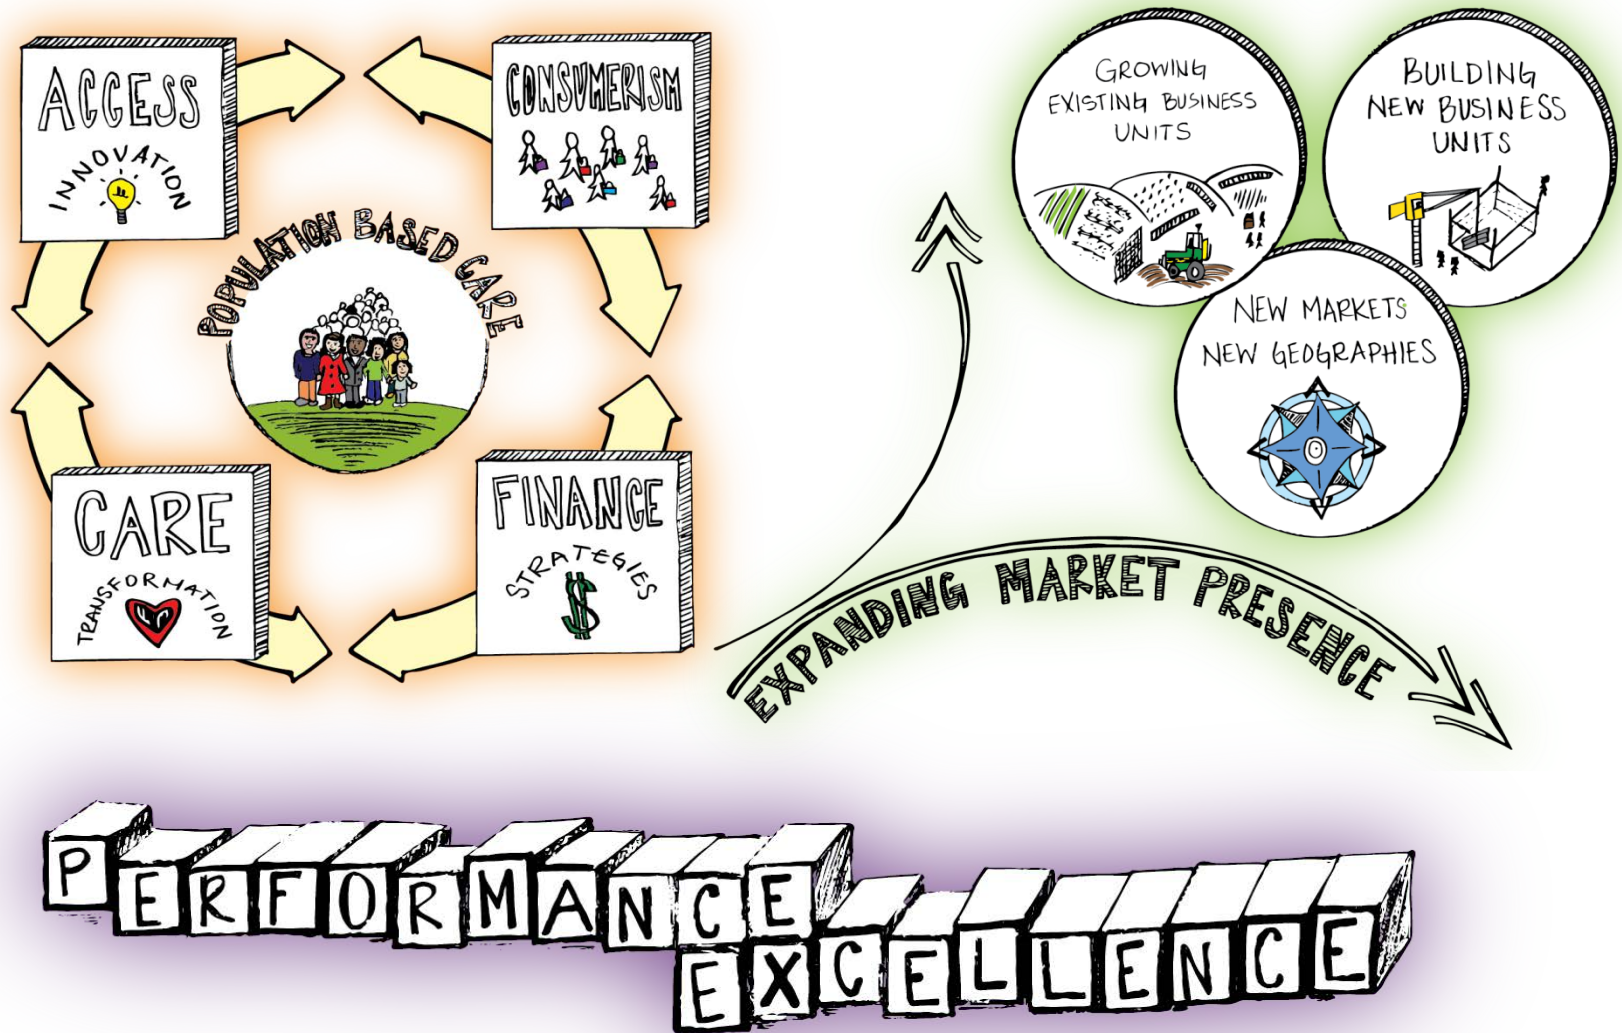 ACCESS
INNOVATION
CONSUMERISM
POPULATION BASED CARE
CARE
TRANSFORMATION
FINANCE
STRATEGIES
$
GROWING
EXISTING BUSINESS
UNITS
BUILDING
NEW BUSINESS
UNITS
NEW MARKETS
NEW GEOGRAPHIES
EXPANDING MARKET PRESENCE
PERFORMANCE
EXCELLENCE